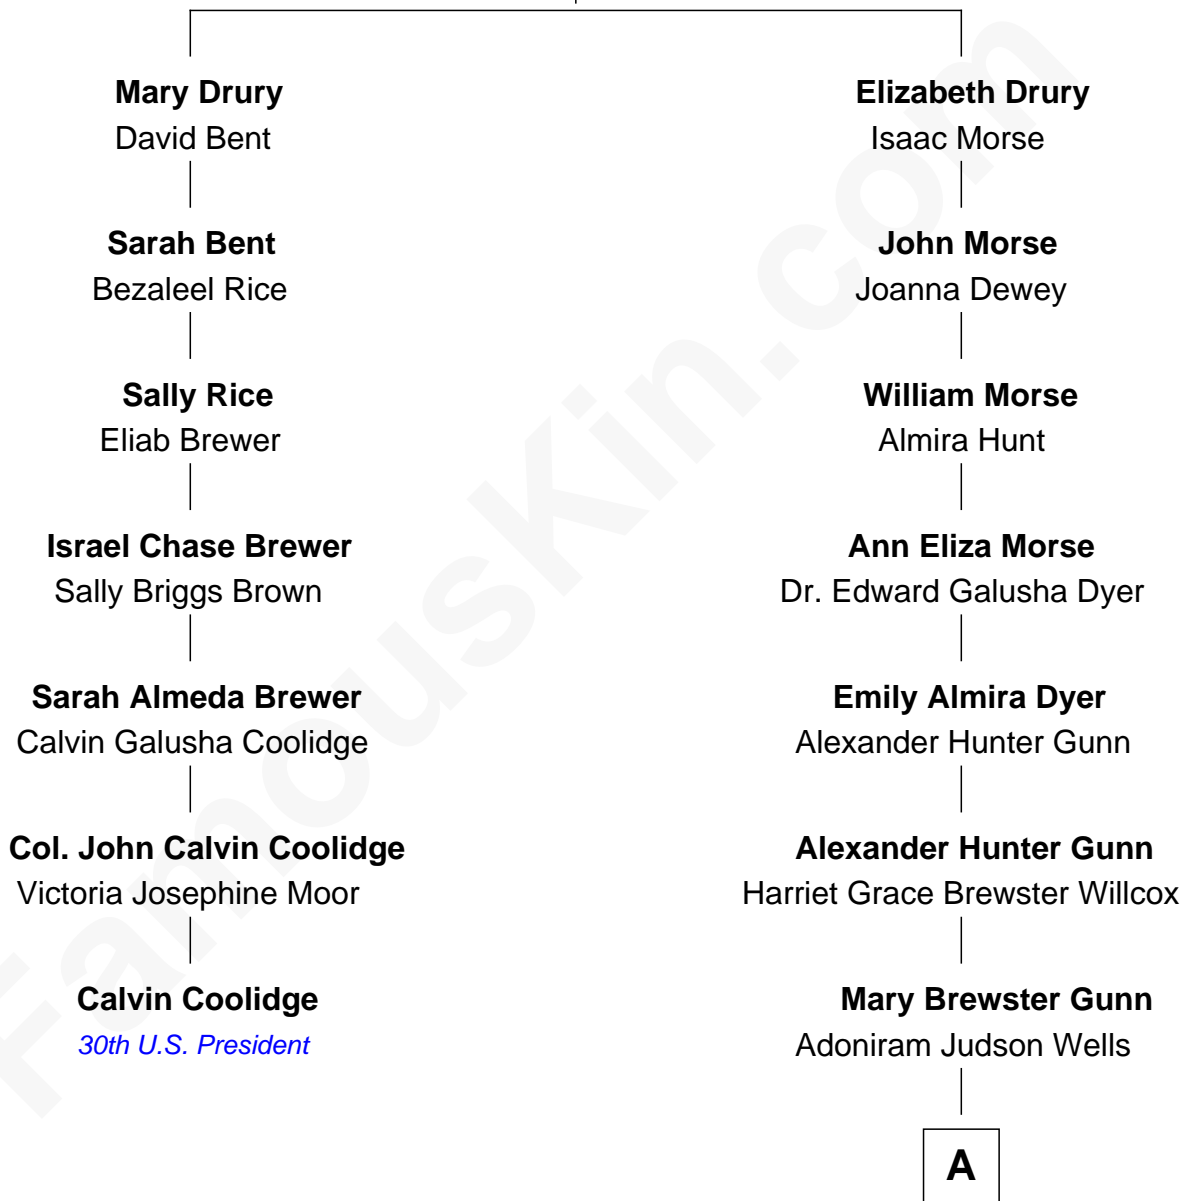 Mary Drury
David Bent
Sarah Bent
Bezaleel Rice
Sally Rice
Eliab Brewer
Israel Chase Brewer
Sally Briggs Brown
Sarah Almeda Brewer
Calvin Galusha Coolidge
Col. John Calvin Coolidge
Victoria Josephine Moor
Calvin Coolidge
30th U.S. President
Elizabeth Drury
Isaac Morse
John Morse
Joanna Dewey
William Morse
Almira Hunt
Ann Eliza Morse
Dr. Edward Galusha Dyer
Emily Almira Dyer
Alexander Hunter Gunn
Alexander Hunter Gunn
Harriet Grace Brewster Willcox
Mary Brewster Gunn
Adoniram Judson Wells
A
FamousKin.com